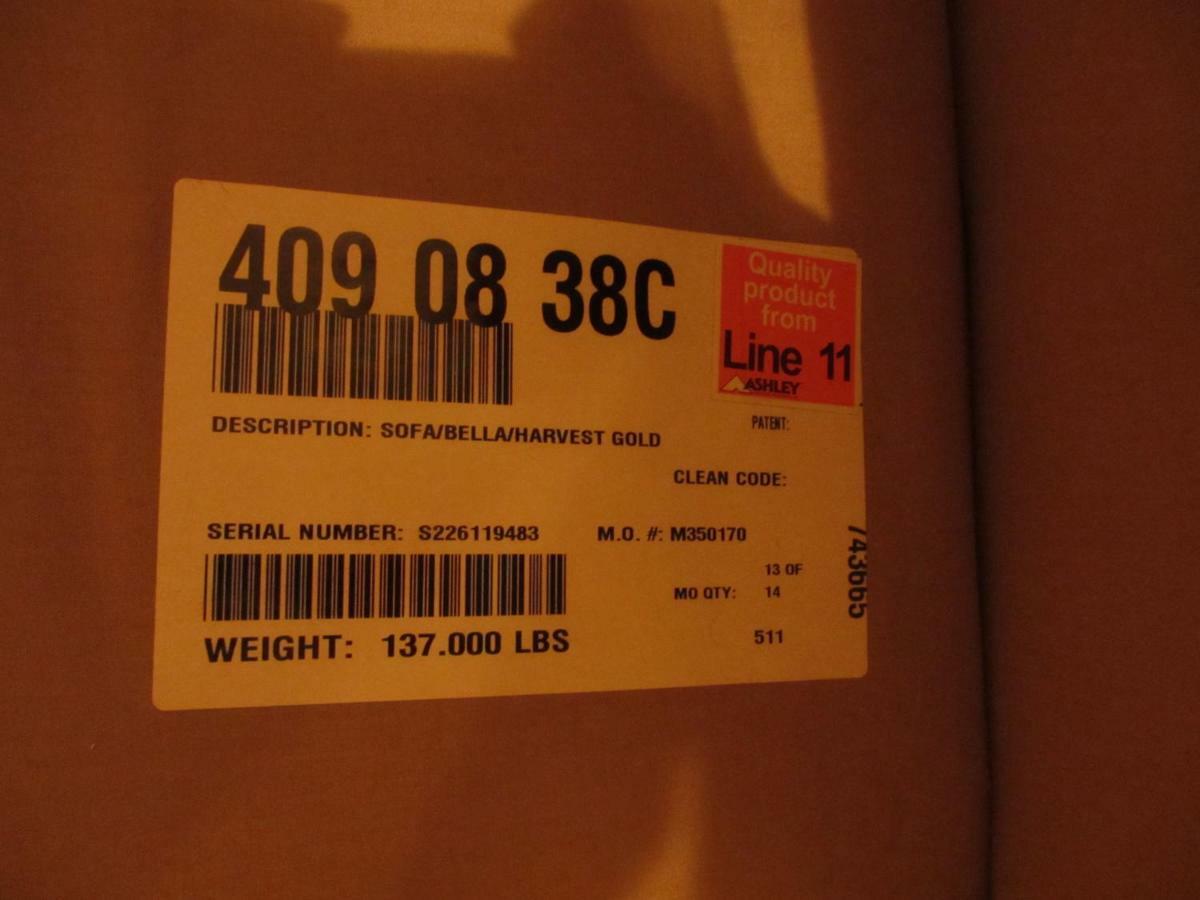 409 08 38C
Quality
product
from
Line 11
ASHLEY
DESCRIPTION: SOFA/BELLA/HARVEST GOLD
PATENT:
CLEAN CODE:
SERIAL NUMBER: S226119483
M.O. #: M350170
13 OF
MO QTY: 14
743665
511
WEIGHT: 137.000 LBS